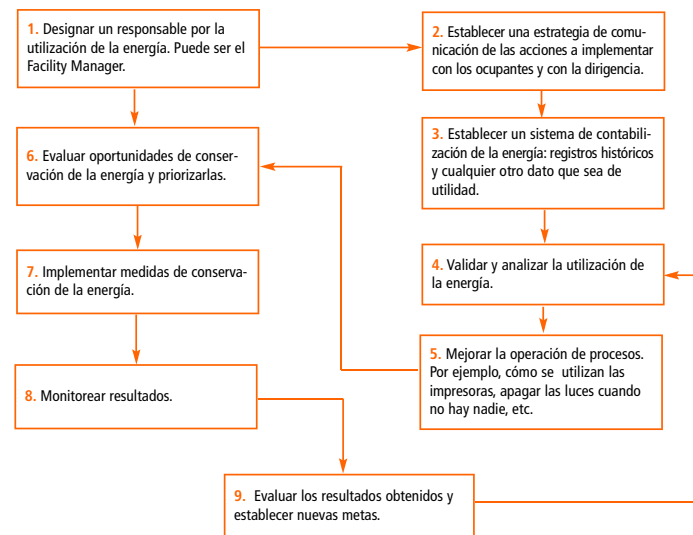 1. Designar un responsable por la
utilización de la energía. Puede ser el
Facility Manager.
2. Establecer una estrategia de comu-
nicación de las acciones a implementar
con los ocupantes y con la dirigencia.
3. Establecer un sistema de contabili-
zación de la energía: registros históricos
y cualquier otro dato que sea de
utilidad.
4. Validar y analizar la utilización de
la energía.
5. Mejorar la operación de procesos.
Por ejemplo, cómo se utilizan las
impresoras, apagar las luces cuando
no hay nadie, etc.
6. Evaluar oportunidades de conser-
vación de la energía y priorizarlas.
7. Implementar medidas de conserva-
ción de la energía.
8. Monitorear resultados.
9. Evaluar los resultados obtenidos y
establecer nuevas metas.